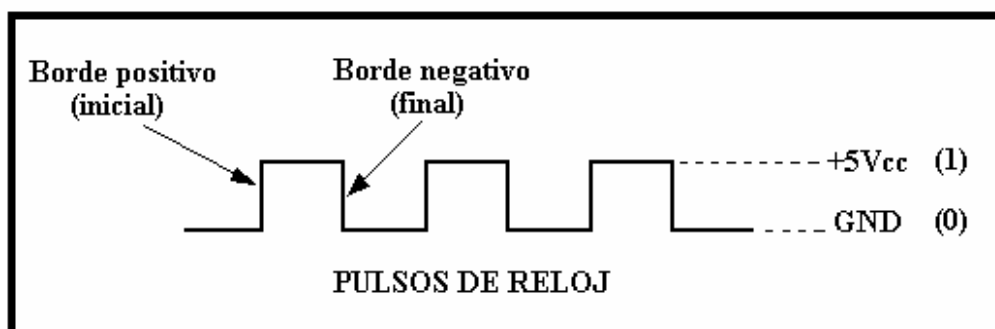 Borde positivo
(inicial)
Borde negativo
(final)
+5Vcc (1)
GND (0)
PULSOS DE RELOJ